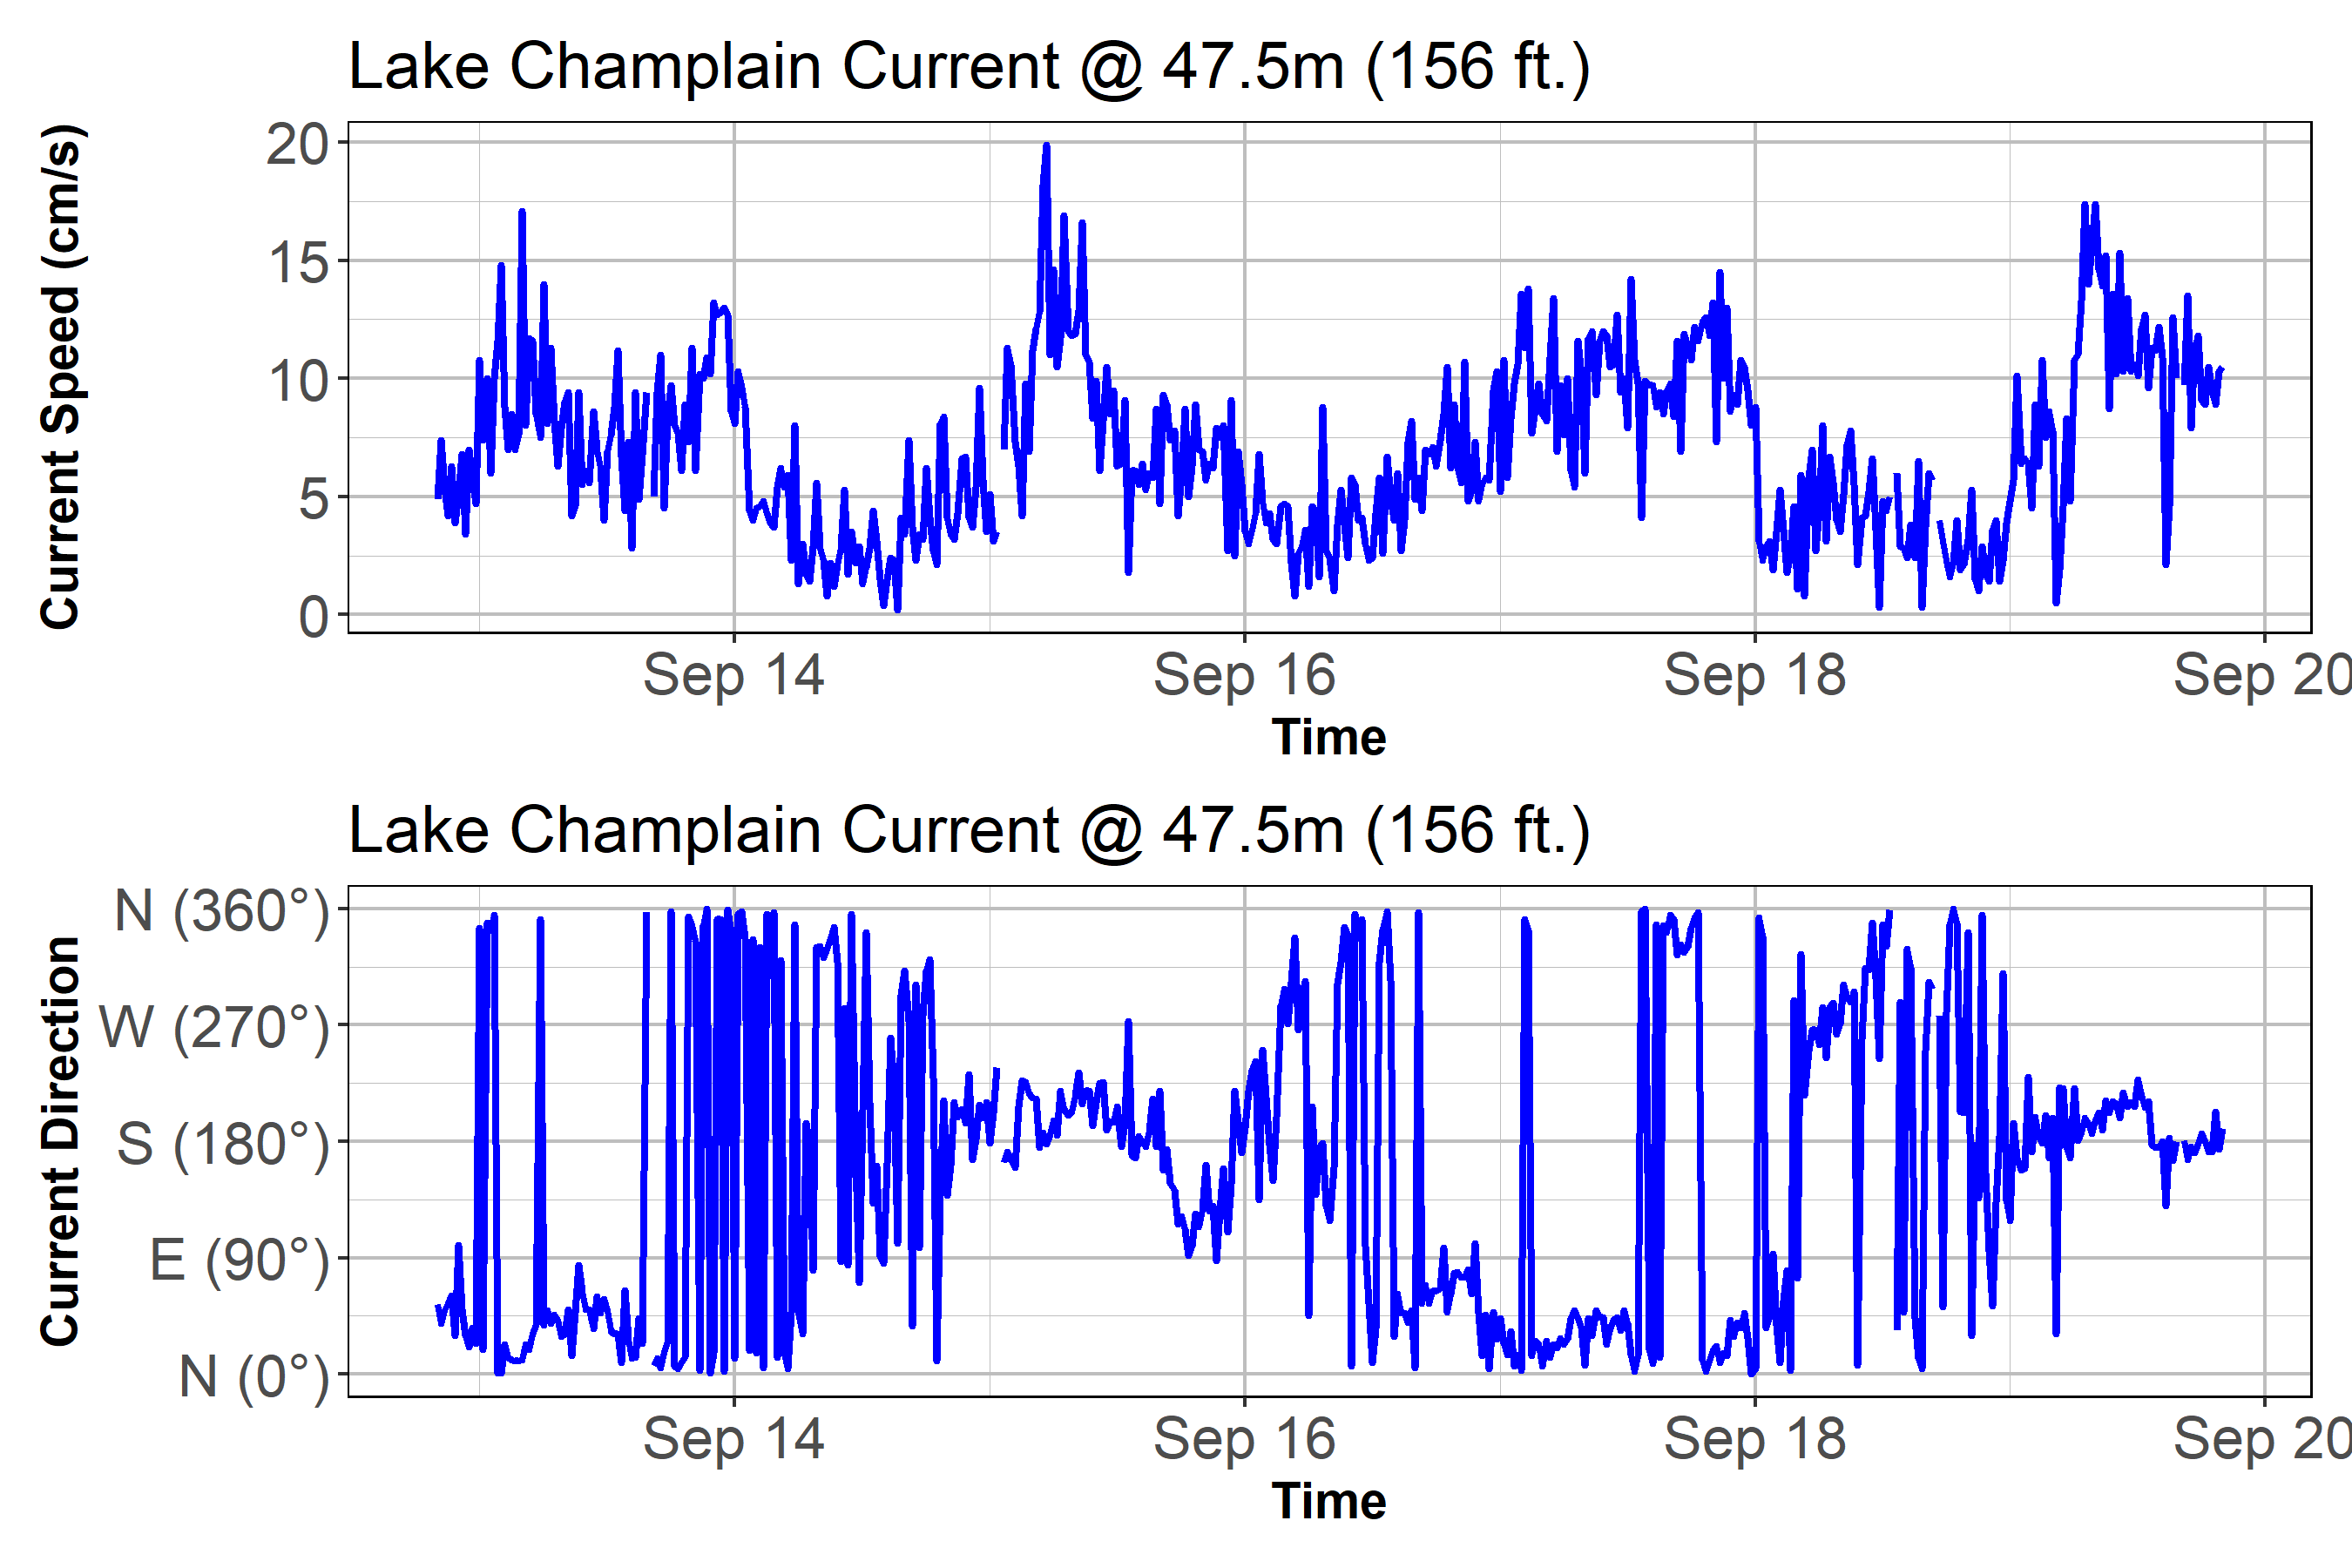 Lake Champlain Current @ 47.5m (156 ft.)
Current Speed (cm/s)
20
15
10
5
0
Sep 14 Sep 16 Sep 18 Sep 20
Time
Lake Champlain Current @ 47.5m (156 ft.)
Current Direction
N (360°)
W (270°)
S (180°)
E (90°)
N (0°)
Sep 14 Sep 16 Sep 18 Sep 20
Time